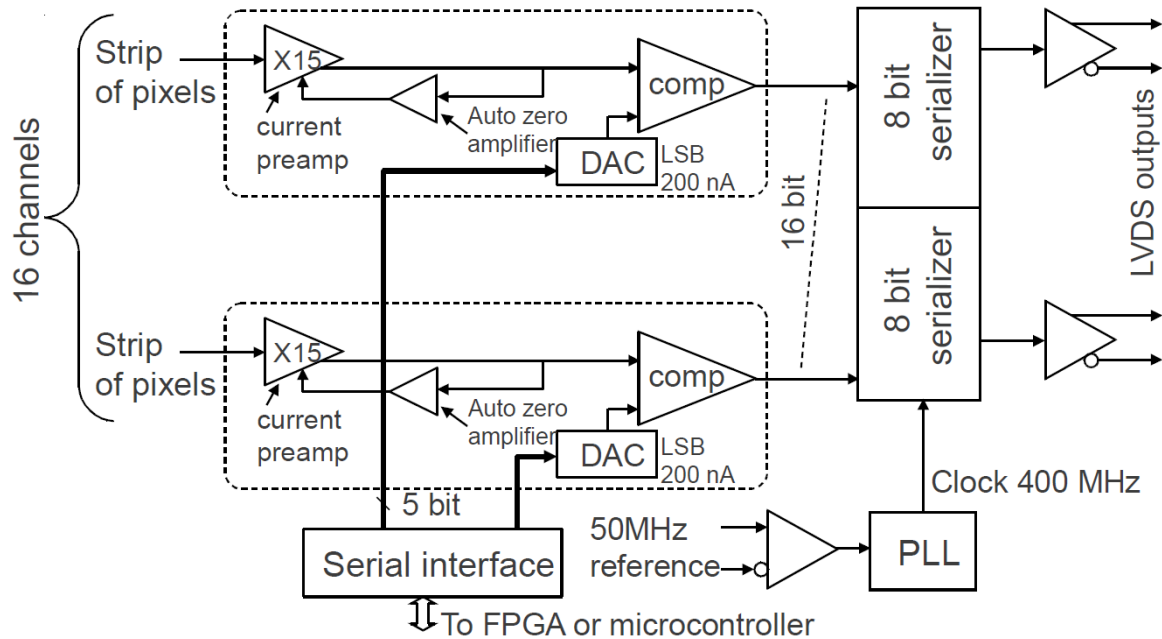 16 channels
Strip
of pixels
X15
current
preamp
Auto zero
amplifier
comp
DAC
LSB
200 nA
16 bit
8 bit
serializer
LVDS outputs
Strip
of pixels
X15
current
preamp
Auto zero
amplifier
comp
DAC
LSB
200 nA
8 bit
serializer
5 bit
Serial interface
To FPGA or microcontroller
50MHz
reference
PLL
Clock 400 MHz